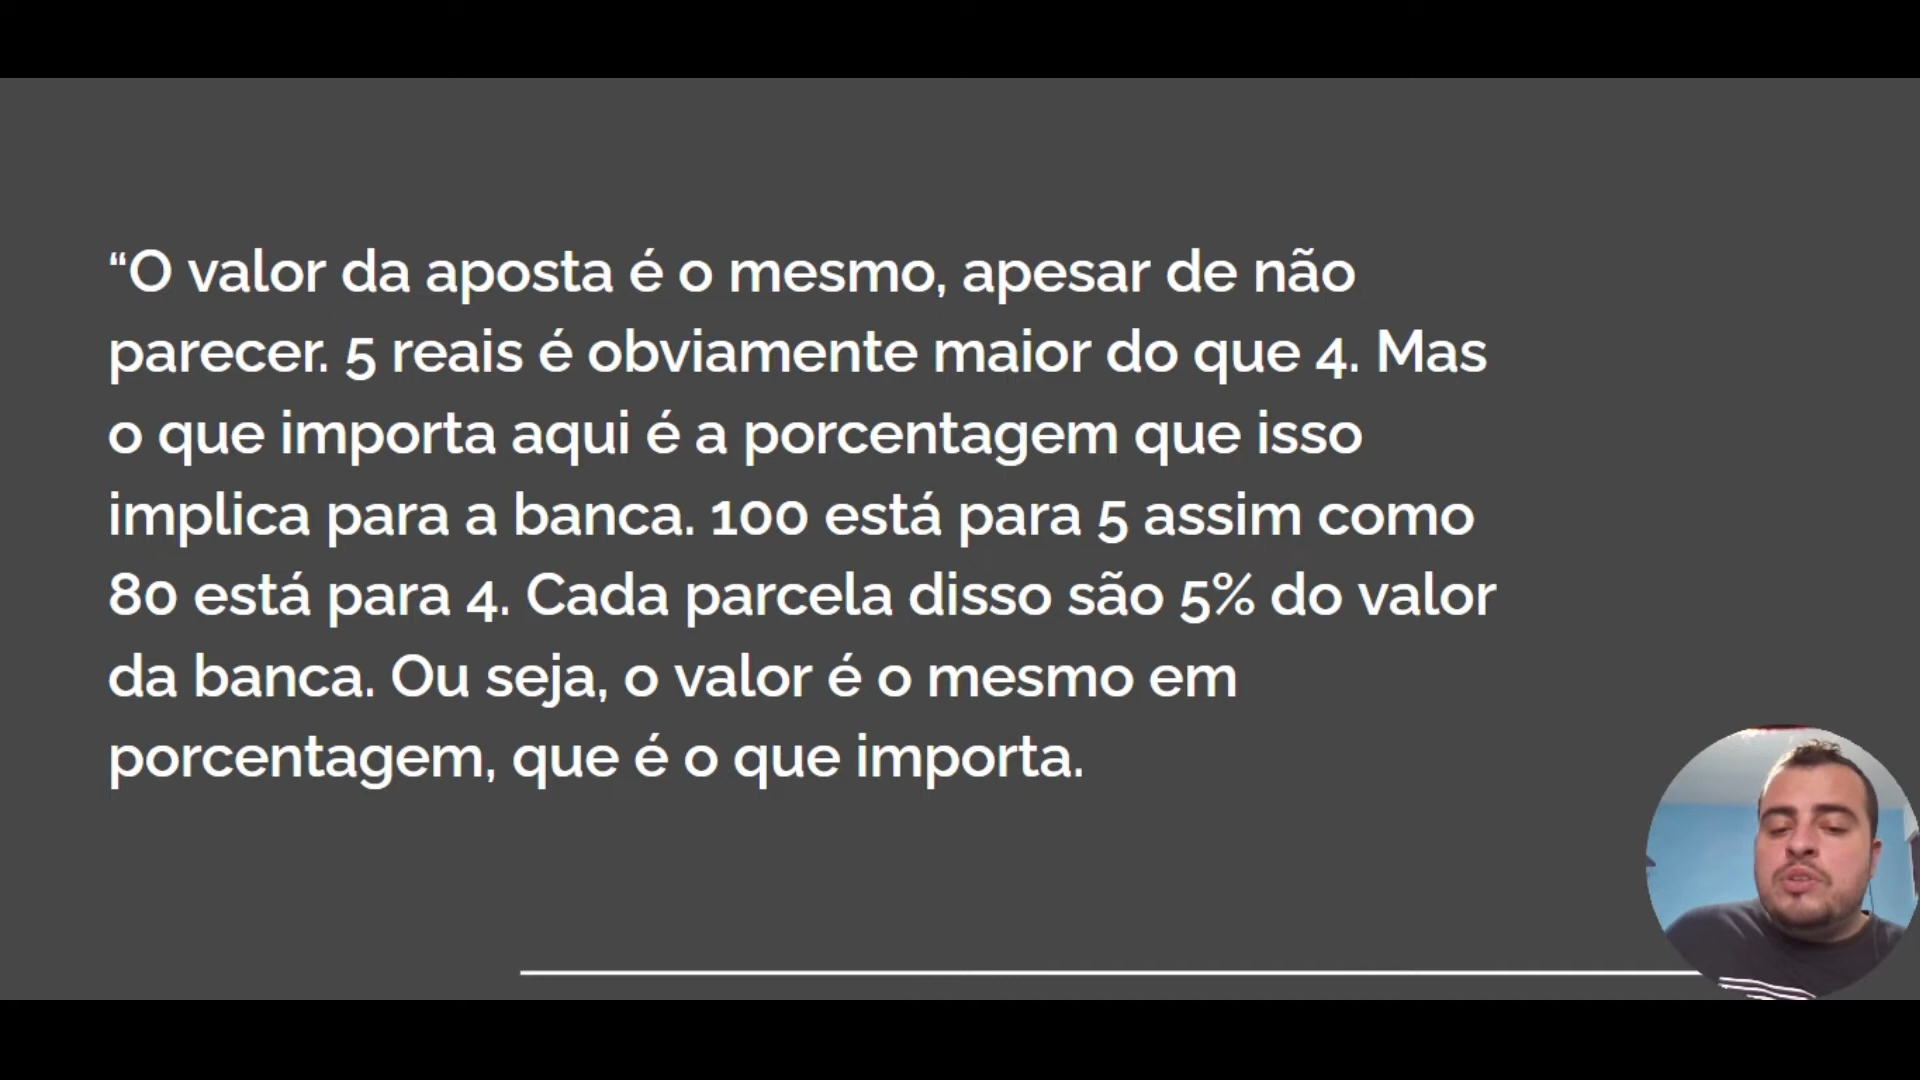 “O valor da aposta é o mesmo, apesar de não
parecer. 5 reais é obviamente maior do que 4. Mas
o que importa aqui é a porcentagem que isso
implica para a banca. 100 está para 5 assim como
80 está para 4. Cada parcela disso são 5% do valor
da banca. Ou seja, o valor é o mesmo em
porcentagem, que é o que importa.